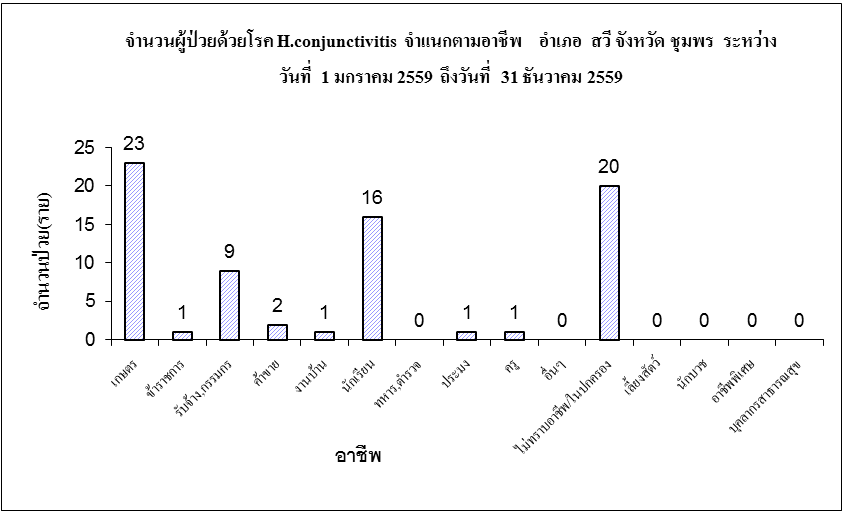 จำนวนผู้ป่วยด้วยโรค H.conjunctivitis จำแนกตามอาชีพ อำเภอ สวี จังหวัด ชุมพร ระหว่าง
วันที่ 1 มกราคม 2559 ถึงวันที่ 31 ธันวาคม 2559
จำนวนป่วย(ราย)
25
20
15
10
5
0
23
1
9
2
1
16
0
1
1
0
20
0
0
0
0
เกษตร
ข้าราชการ
รับจ้าง,กรรมกร
ค้าขาย
งานบ้าน
นักเรียน
ทหาร,ตำรวจ
ประมง
ครู
อื่นๆ
ไม่ทราบอาชีพ/ในปกครอง
เลี้ยงสัตว์
นักบวช
อาชีพพิเศษ
บุคลากรสาธารณสุข
อาชีพ